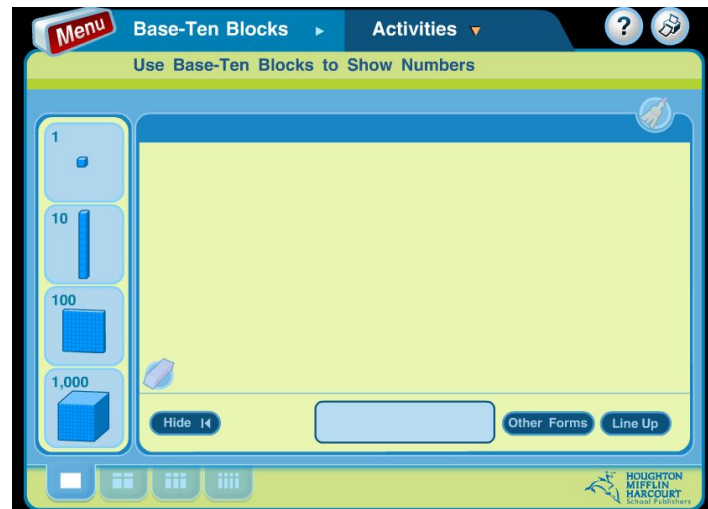 Menu
Base-Ten Blocks
Activities
?
Use Base-Ten Blocks to Show Numbers
1
10
100
1,000
Hide
Other Forms
Line Up
HOUGHTON
MIFFLIN
HARCOURT
School Publishers